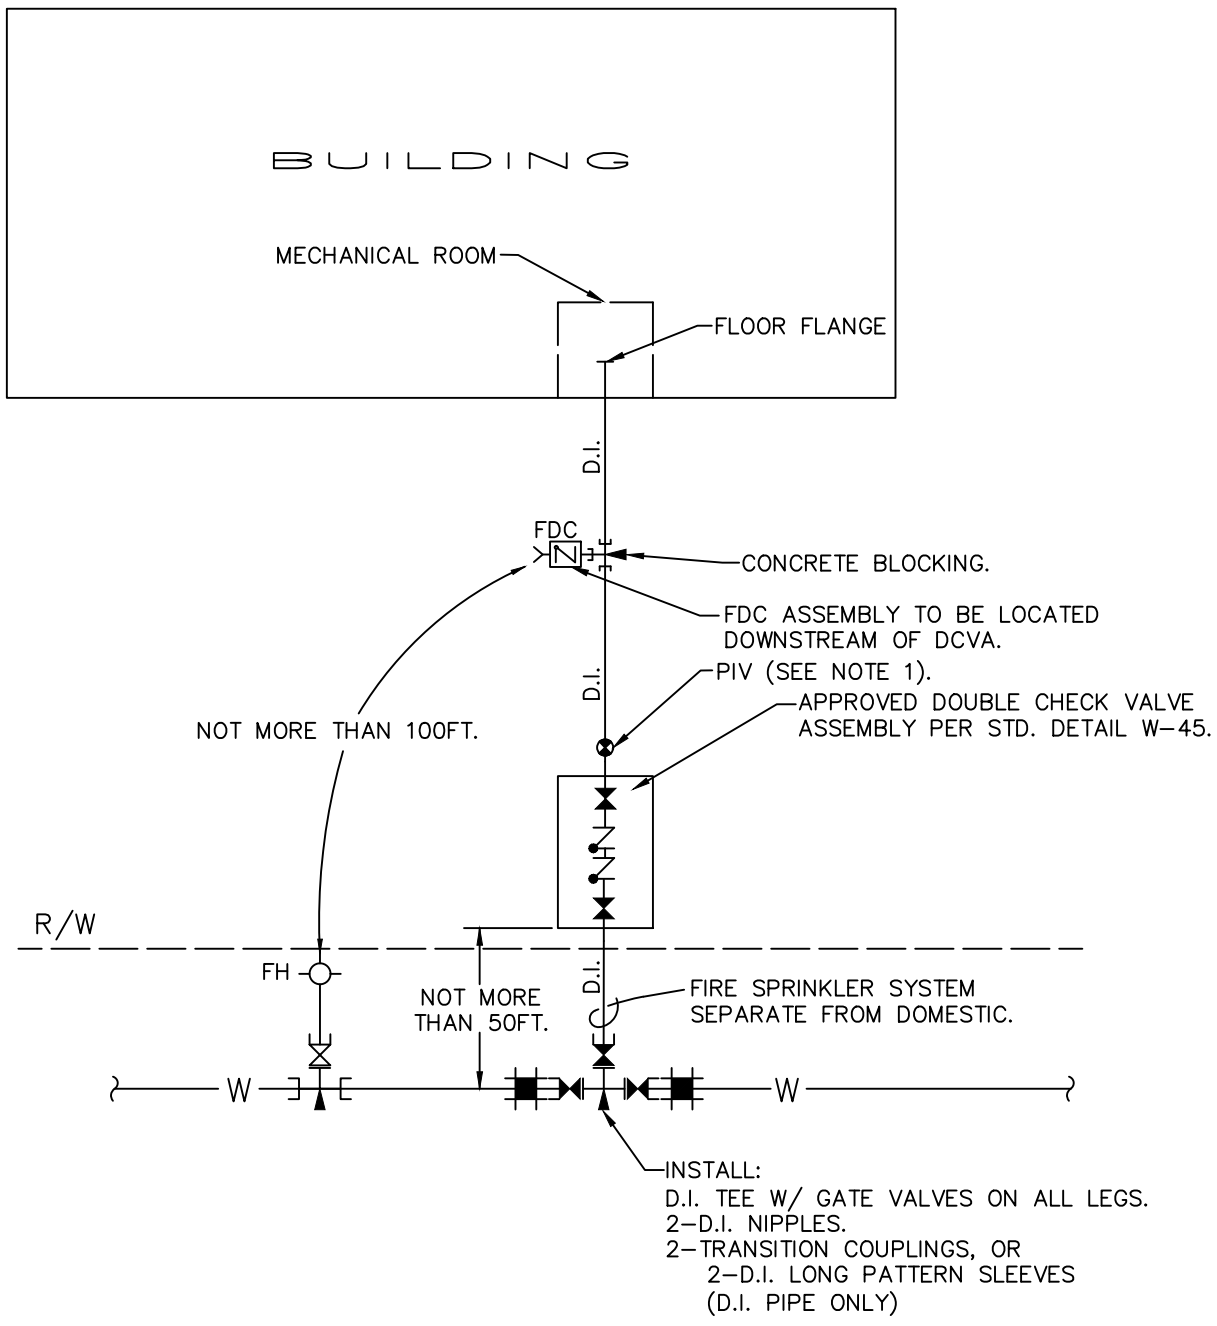 BUILDING
MECHANICAL ROOM
FLOOR FLANGE
D.I.
FDC
CONCRETE BLOCKING.
FDC ASSEMBLY TO BE LOCATED
DOWNSTREAM OF DCVA.
D.I.
PIV (SEE NOTE 1).
APPROVED DOUBLE CHECK VALVE
ASSEMBLY PER STD. DETAIL W-45.
NOT MORE THAN 100FT.
R/W
FH
D.I.
NOT MORE
THAN 50FT.
FIRE SPRINKLER SYSTEM
SEPARATE FROM DOMESTIC.
W
W
INSTALL:
D.I. TEE W/ GATE VALVES ON ALL LEGS.
2-D.I. NIPPLES.
2-TRANSITION COUPLINGS, OR
2-D.I. LONG PATTERN SLEEVES
(D.I. PIPE ONLY)